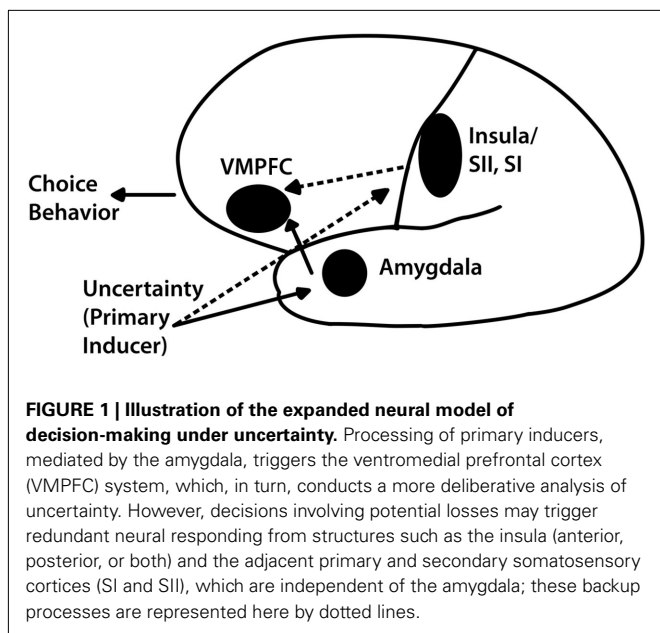 Insula/
SII, SI
VMPFC
Choice
Behavior
Amygdala
Uncertainty
(Primary
Inducer)
FIGURE 1 | Illustration of the expanded neural model of
decision-making under uncertainty. Processing of primary inducers,
mediated by the amygdala, triggers the ventromedial prefrontal cortex
(VMPFC) system, which, in turn, conducts a more deliberative analysis of
uncertainty. However, decisions involving potential losses may trigger
redundant neural responding from structures such as the insula (anterior,
posterior, or both) and the adjacent primary and secondary somatosensory
cortices (SI and SII), which are independent of the amygdala; these backup
processes are represented here by dotted lines.